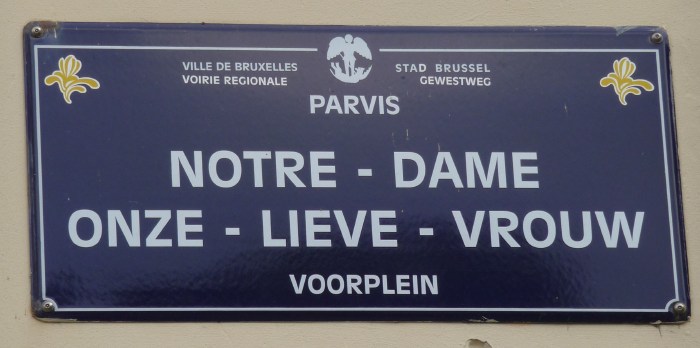 VILLE DE BRUXELLES
VOIRIE REGIONALE
STAD BRUSSEL
GEWESTWEG
PARVIS
NOTRE - DAME
ONZE - LIEVE - VROUW
VOORPLEIN